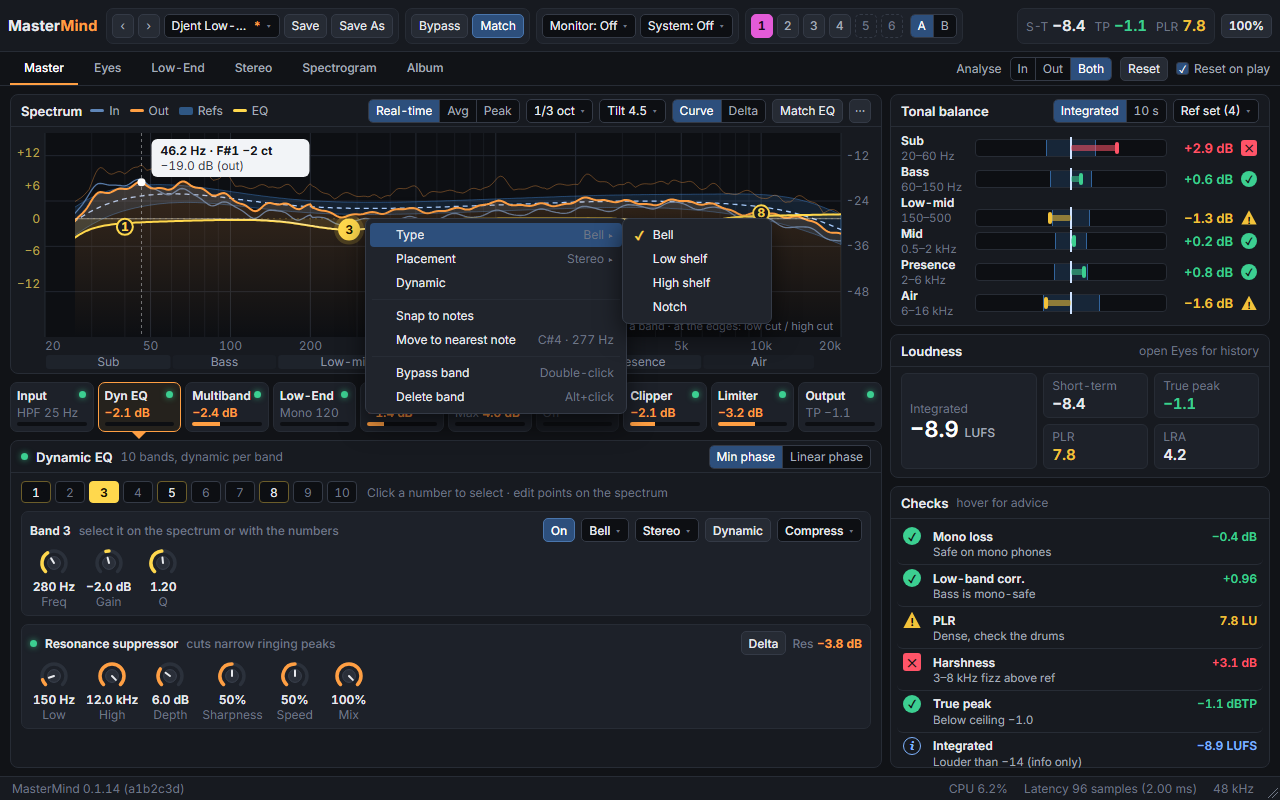 MasterMind
‹ › Djent Low-... * Save Save As Bypass Match Monitor: Off System: Off 1 2 3 4 5 6 A B S-T −8.4 TP −1.1 PLR 7.8 100%
Master Eyes Low-End Stereo Spectrogram Album Analyse In Out Both Reset Reset on play
Spectrum In Out Refs EQ Real-time Avg Peak 1/3 oct Tilt 4.5 Curve Delta Match EQ ...
46.2 Hz · F#1 −2 ct
−19.0 dB (out)
+12 −12
+6 −24
0 −36
−6 −48
−12
1 3 8
Type Bell
Placement Stereo
Dynamic
Snap to notes
Move to nearest note C#4 · 277 Hz
Bypass band Double-click
Delete band Alt+click
Bell
Low shelf
High shelf
Notch
a band · at the edges: low cut / high cut
20 50 100 200 5k 10k 20k
Sub Bass Low-mi esence Air
Input
HPF 25 Hz
Dyn EQ
−2.1 dB
Multiband
−2.4 dB
Low-End
Mono 120
Clipper
−2.1 dB
Limiter
−3.2 dB
Output
TP −1.1
Dynamic EQ 10 bands, dynamic per band Min phase Linear phase
1 2 3 4 5 6 7 8 9 10 Click a number to select · edit points on the spectrum
Band 3 select it on the spectrum or with the numbers On Bell Stereo Dynamic Compress
280 Hz −2.0 dB 1.20
Freq Gain Q
Resonance suppressor cuts narrow ringing peaks Delta Res −3.8 dB
150 Hz 12.0 kHz 6.0 dB 50% 50% 100%
Low High Depth Sharpness Speed Mix
Tonal balance Integrated 10 s Ref set (4)
Sub
20–60 Hz +2.9 dB
Bass
60–150 Hz +0.6 dB
Low-mid
150–500 −1.3 dB
Mid
0.5–2 kHz +0.2 dB
Presence
2–6 kHz +0.8 dB
Air
6–16 kHz −1.6 dB
Loudness open Eyes for history
Integrated
−8.9 LUFS
Short-term
−8.4
True peak
−1.1
PLR
7.8
LRA
4.2
Checks hover for advice
Mono loss −0.4 dB
Safe on mono phones
Low-band corr. +0.96
Bass is mono-safe
PLR 7.8 LU
Dense, check the drums
Harshness +3.1 dB
3–8 kHz fizz above ref
True peak −1.1 dBTP
Below ceiling −1.0
Integrated −8.9 LUFS
Louder than −14 (info only)
MasterMind 0.1.14 (a1b2c3d) CPU 6.2% Latency 96 samples (2.00 ms) 48 kHz